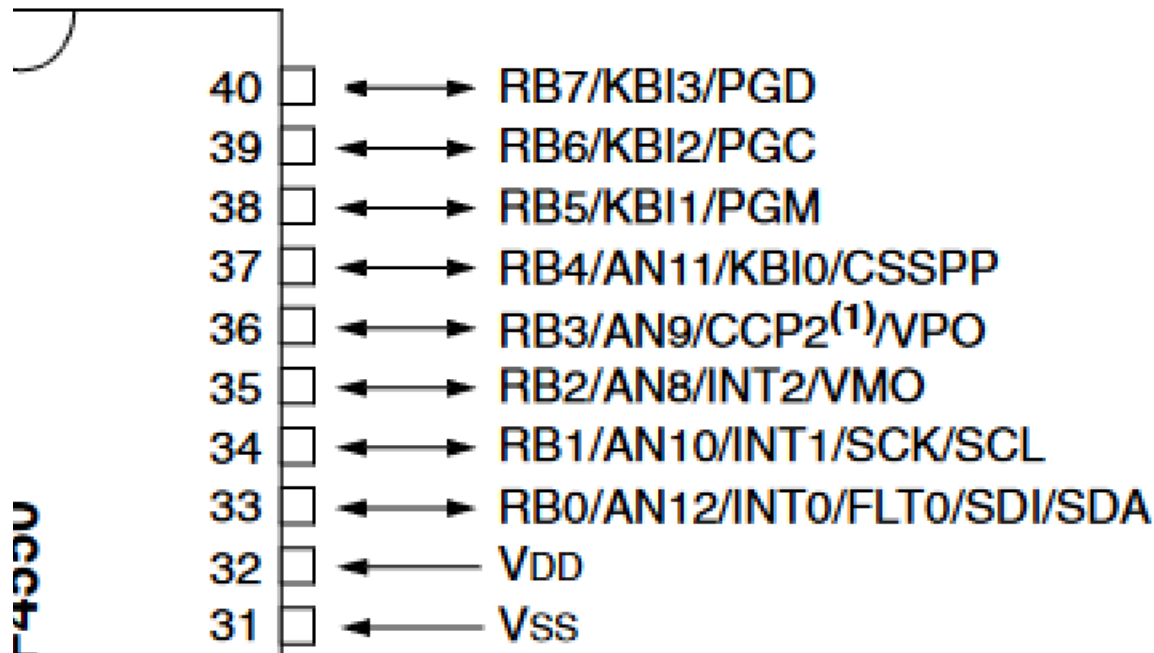 40 RB7/KBI3/PGD
39 RB6/KBI2/PGC
38 RB5/KBI1/PGM
37 RB4/AN11/KBI0/CSSPP
36 RB3/AN9/CCP2(1)/VPO
35 RB2/AN8/INT2/VMO
34 RB1/AN10/INT1/SCK/SCL
33 RB0/AN12/INT0/FLT0/SDI/SDA
32 VDD
31 VSS